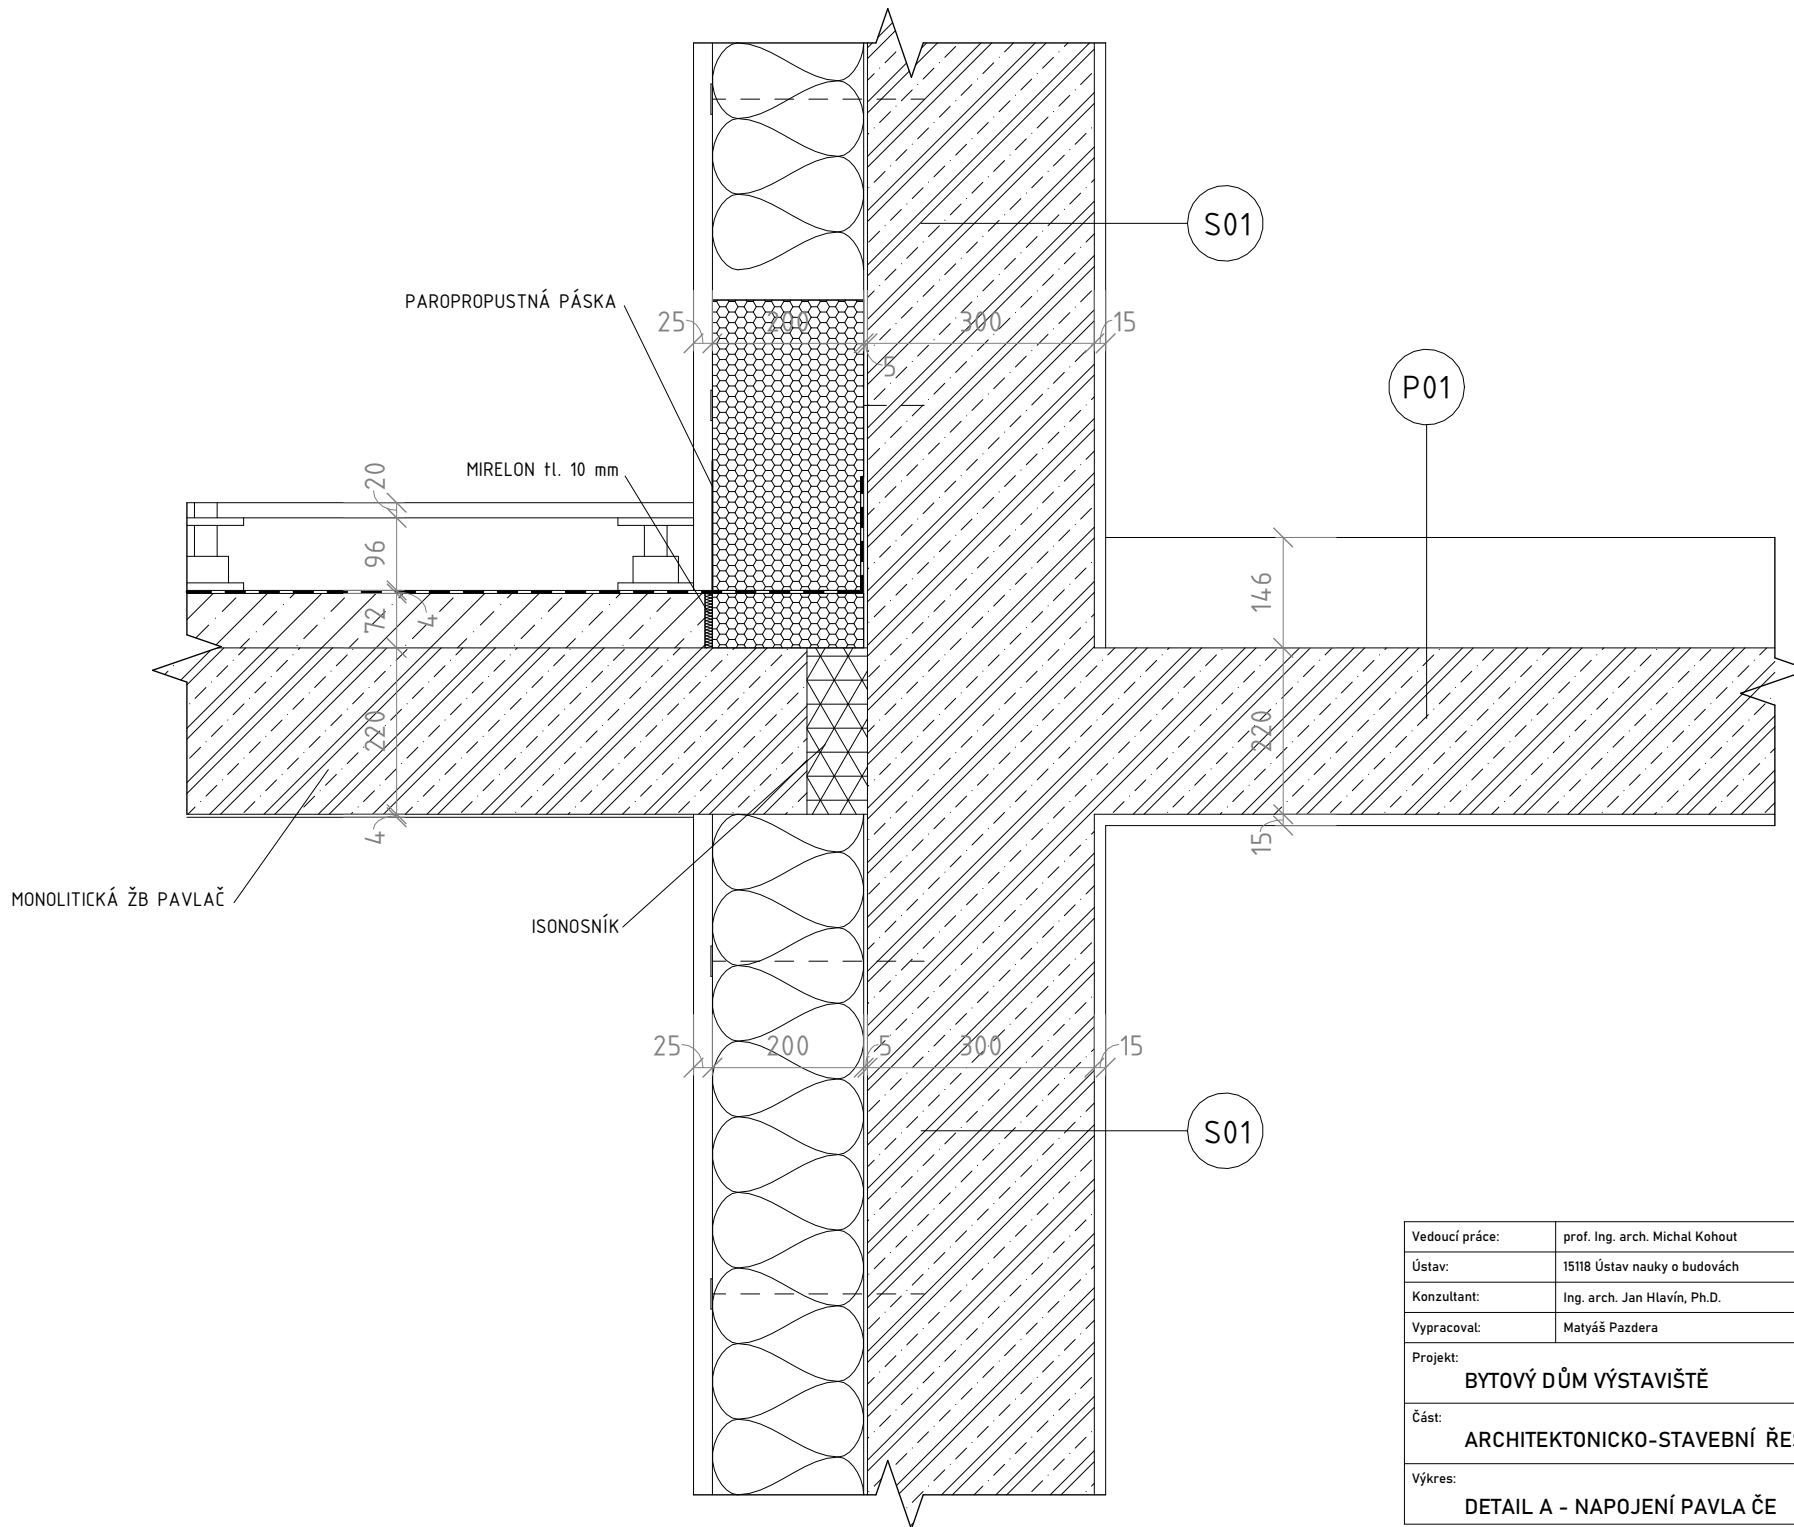 S01
PAROPROPUSTNÁ PÁSKA
25
200
300
15
5
P01
MIRELON tl. 10 mm
20
96
72
4
146
220
220
4
15
MONOLITICKÁ ŽB PAVLAČ
ISONOSNÍK
25
200
5
300
15
S01
Vedoucí práce: prof. Ing. arch. Michal Kohout
Ústav: 15118 Ústav nauky o budovách
Konzultant: Ing. arch. Jan Hlavín, Ph.D.
Vypracoval: Matyáš Pazdera
Projekt:
BYTOVÝ DŮM VÝSTAVIŠTĚ
Část:
ARCHITEKTONICKO-STAVEBNÍ
Výkres:
DETAIL A - NAPOJENÍ PAVLA ČE